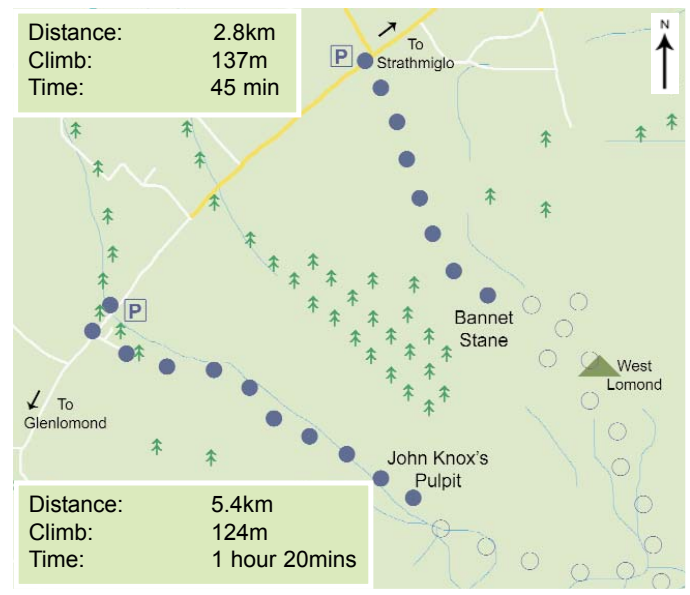 Distance: 2.8km
Climb: 137m
Time: 45 min
P
To
Strathmiglo
N
P
Bannet
Stane
West
Lomond
To
Glenlomond
John Knox's
Pulpit
Distance: 5.4km
Climb: 124m
Time: 1 hour 20mins